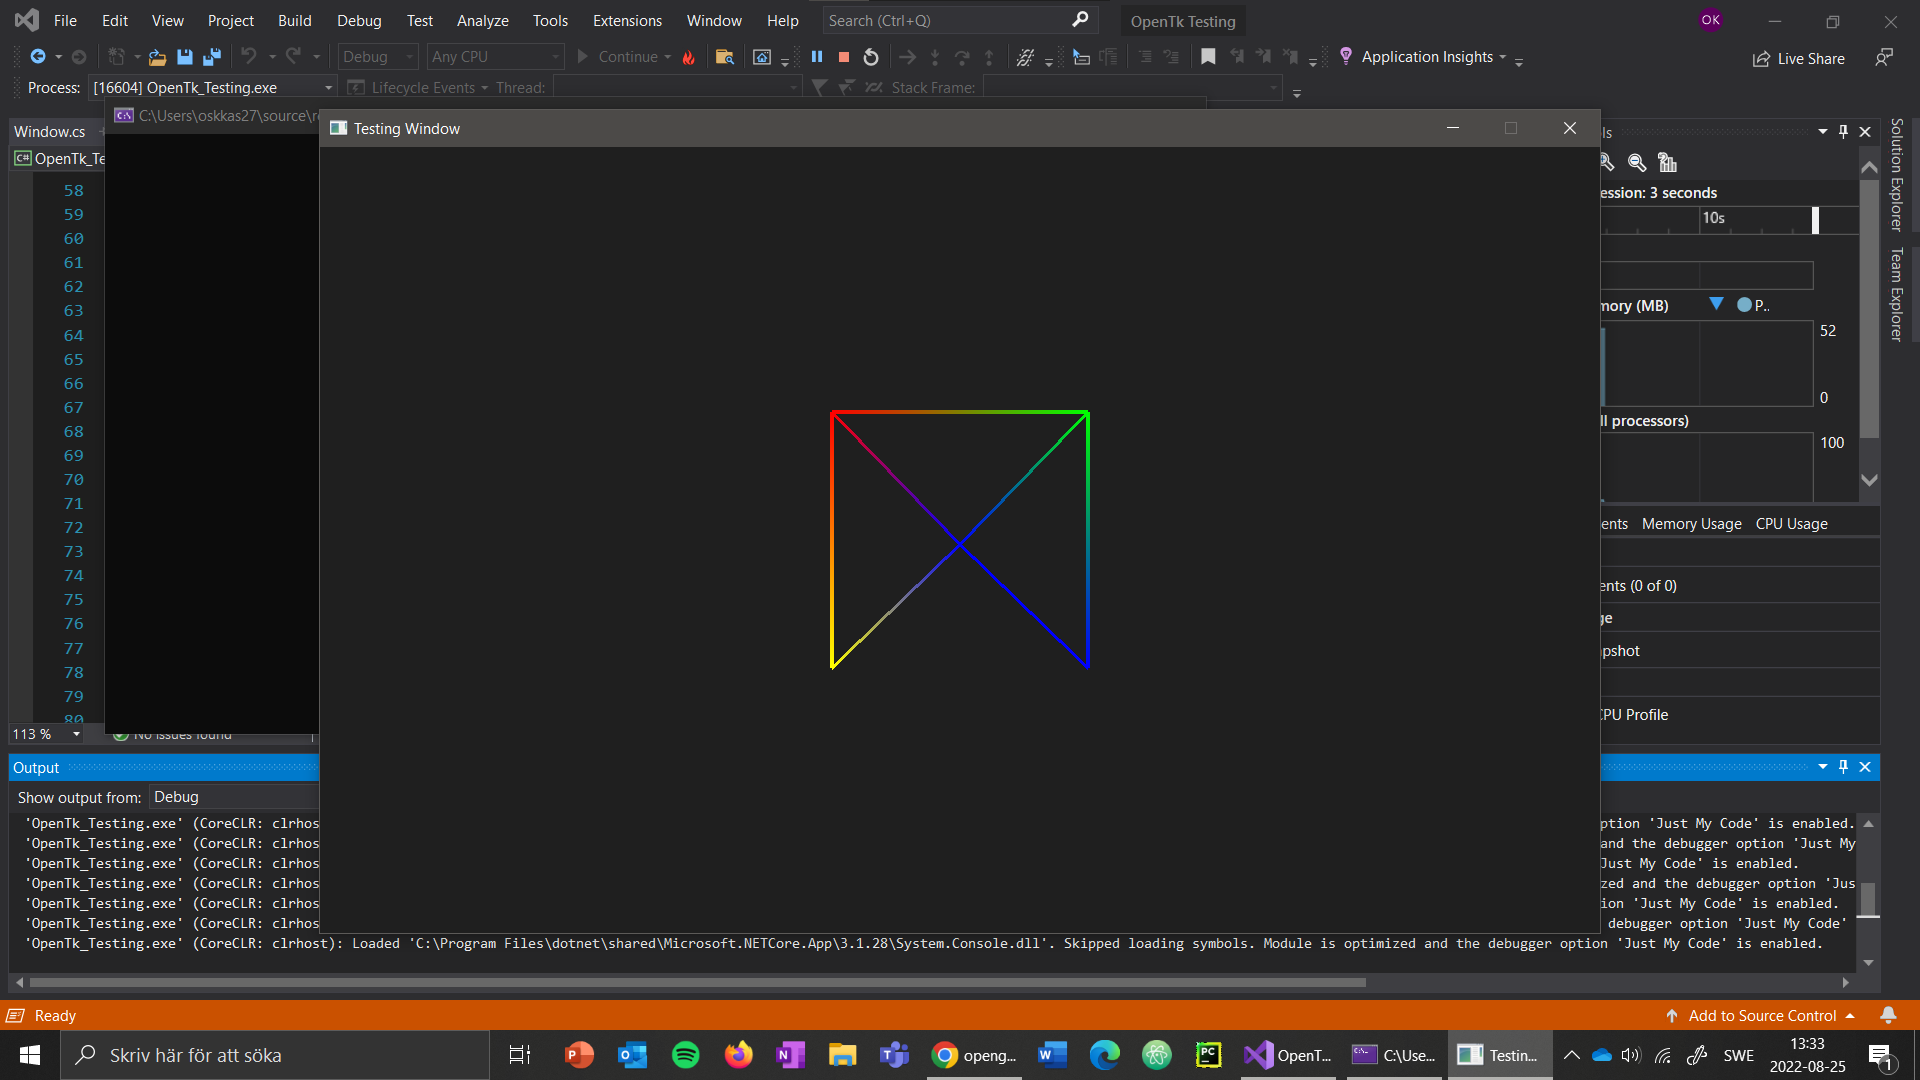 File Edit View Project Build Debug Test Analyze Tools Extensions Window Help Search (Ctrl+Q) OpenTk Testing OK
Debug Any CPU Continue Application Insights Live Share
Process: [16604] OpenTk_Testing.exe Lifecycle Events Thread: Stack Frame:
C:\Users\oskkas27\source\r
Testing Window
Window.cs
OpenTk_Te
58
59
60
61
62
63
64
65
66
67
68
69
70
71
72
73
74
75
76
77
78
79
80
113 % No issues found
ls
ession: 3 seconds
10s
mory (MB) P..
52
0
ll processors)
100
ents Memory Usage CPU Usage
ents (0 of 0)
ge
apshot
CPU Profile
Solution Explorer
Team Explorer
Output
Show output from: Debug
'OpenTk_Testing.exe' (CoreCLR: clrhos ption 'Just My Code' is enabled.
'OpenTk_Testing.exe' (CoreCLR: clrhos and the debugger option 'Just My
'OpenTk_Testing.exe' (CoreCLR: clrhos Just My Code' is enabled.
'OpenTk_Testing.exe' (CoreCLR: clrhos zed and the debugger option 'Jus
'OpenTk_Testing.exe' (CoreCLR: clrhos ion 'Just My Code' is enabled.
'OpenTk_Testing.exe' (CoreCLR: clrhos debugger option 'Just My Code'
'OpenTk_Testing.exe' (CoreCLR: clrhost): Loaded 'C:\Program Files\dotnet\shared\Microsoft.NETCore.App\3.1.28\System.Console.dll'. Skipped loading symbols. Module is optimized and the debugger option 'Just My Code' is enabled.
Ready Add to Source Control
Skriv här för att söka openg... OpenT... C:\Use... Testin... SWE 13:33
2022-08-25 1